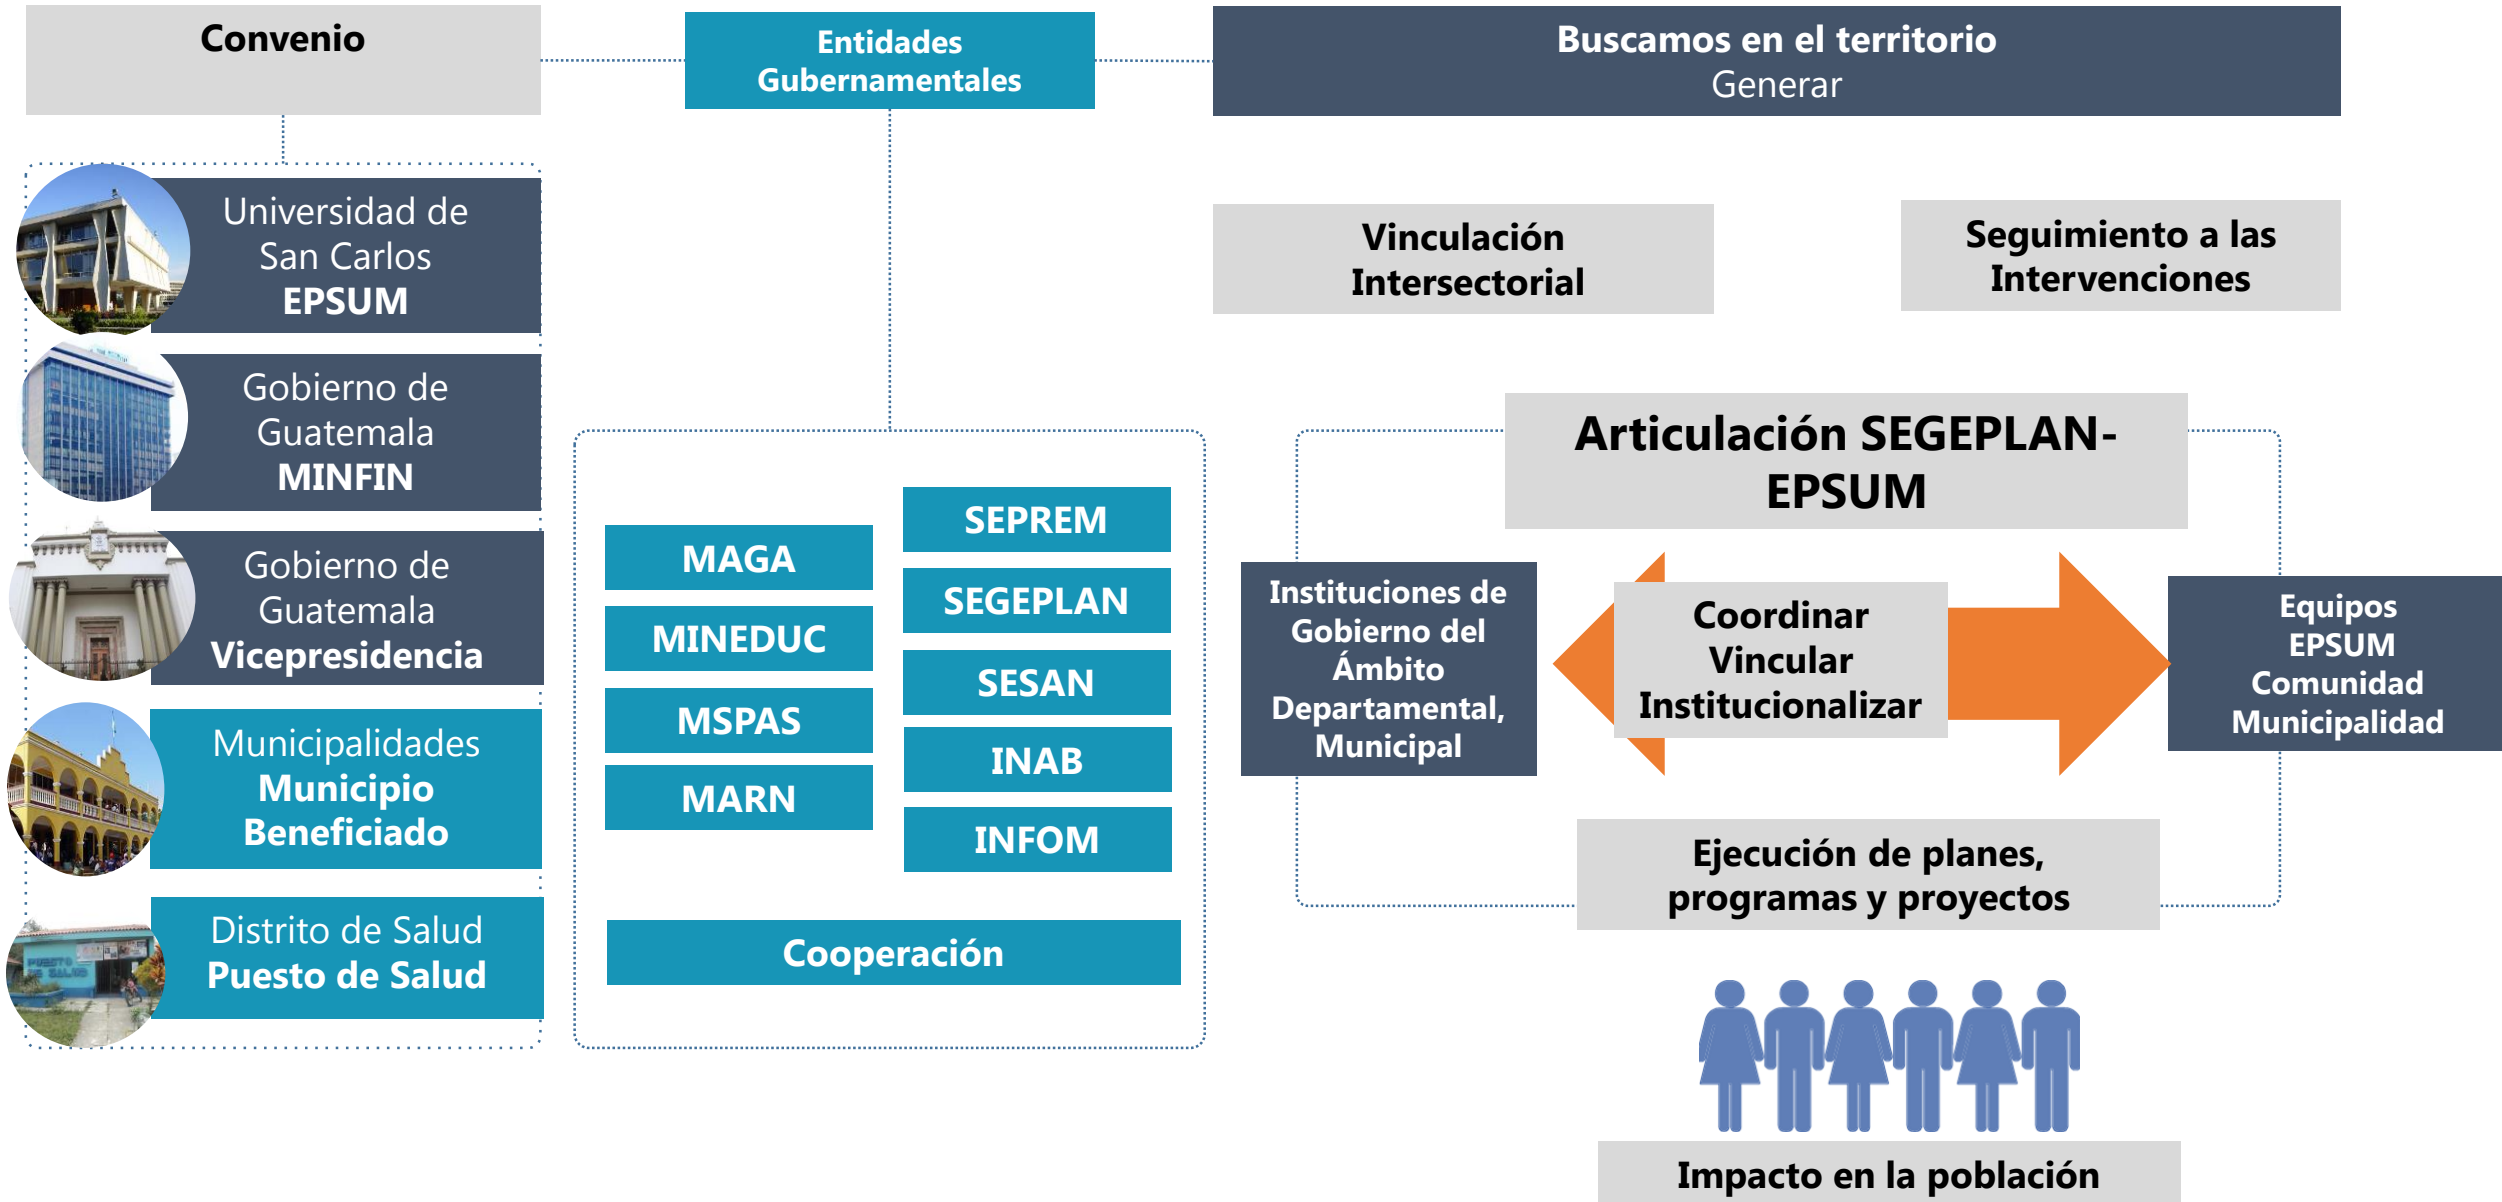 Convenio
Entidades
Gubernamentales
Buscamos en el territorio
Generar
Universidad de
San Carlos
EPSUM
Gobierno de
Guatemala
MINFIN
Gobierno de
Guatemala
Vicepresidencia
Municipalidades
Municipio
Beneficiado
Distrito de Salud
Puesto de Salud
PUESTO
DE SALUD
MAGA
MINEDUC
MSPAS
MARN
SEPREM
SEGEPLAN
SESAN
INAB
INFOM
Cooperación
Vinculación
Intersectorial
Seguimiento a las
Intervenciones
Articulación SEGEPLAN-
EPSUM
Instituciones de
Gobierno del
Ámbito
Departamental,
Municipal
Coordinar
Vincular
Institucionalizar
Equipos
EPSUM
Comunidad
Municipalidad
Ejecución de planes,
programas y proyectos
Impacto en la población